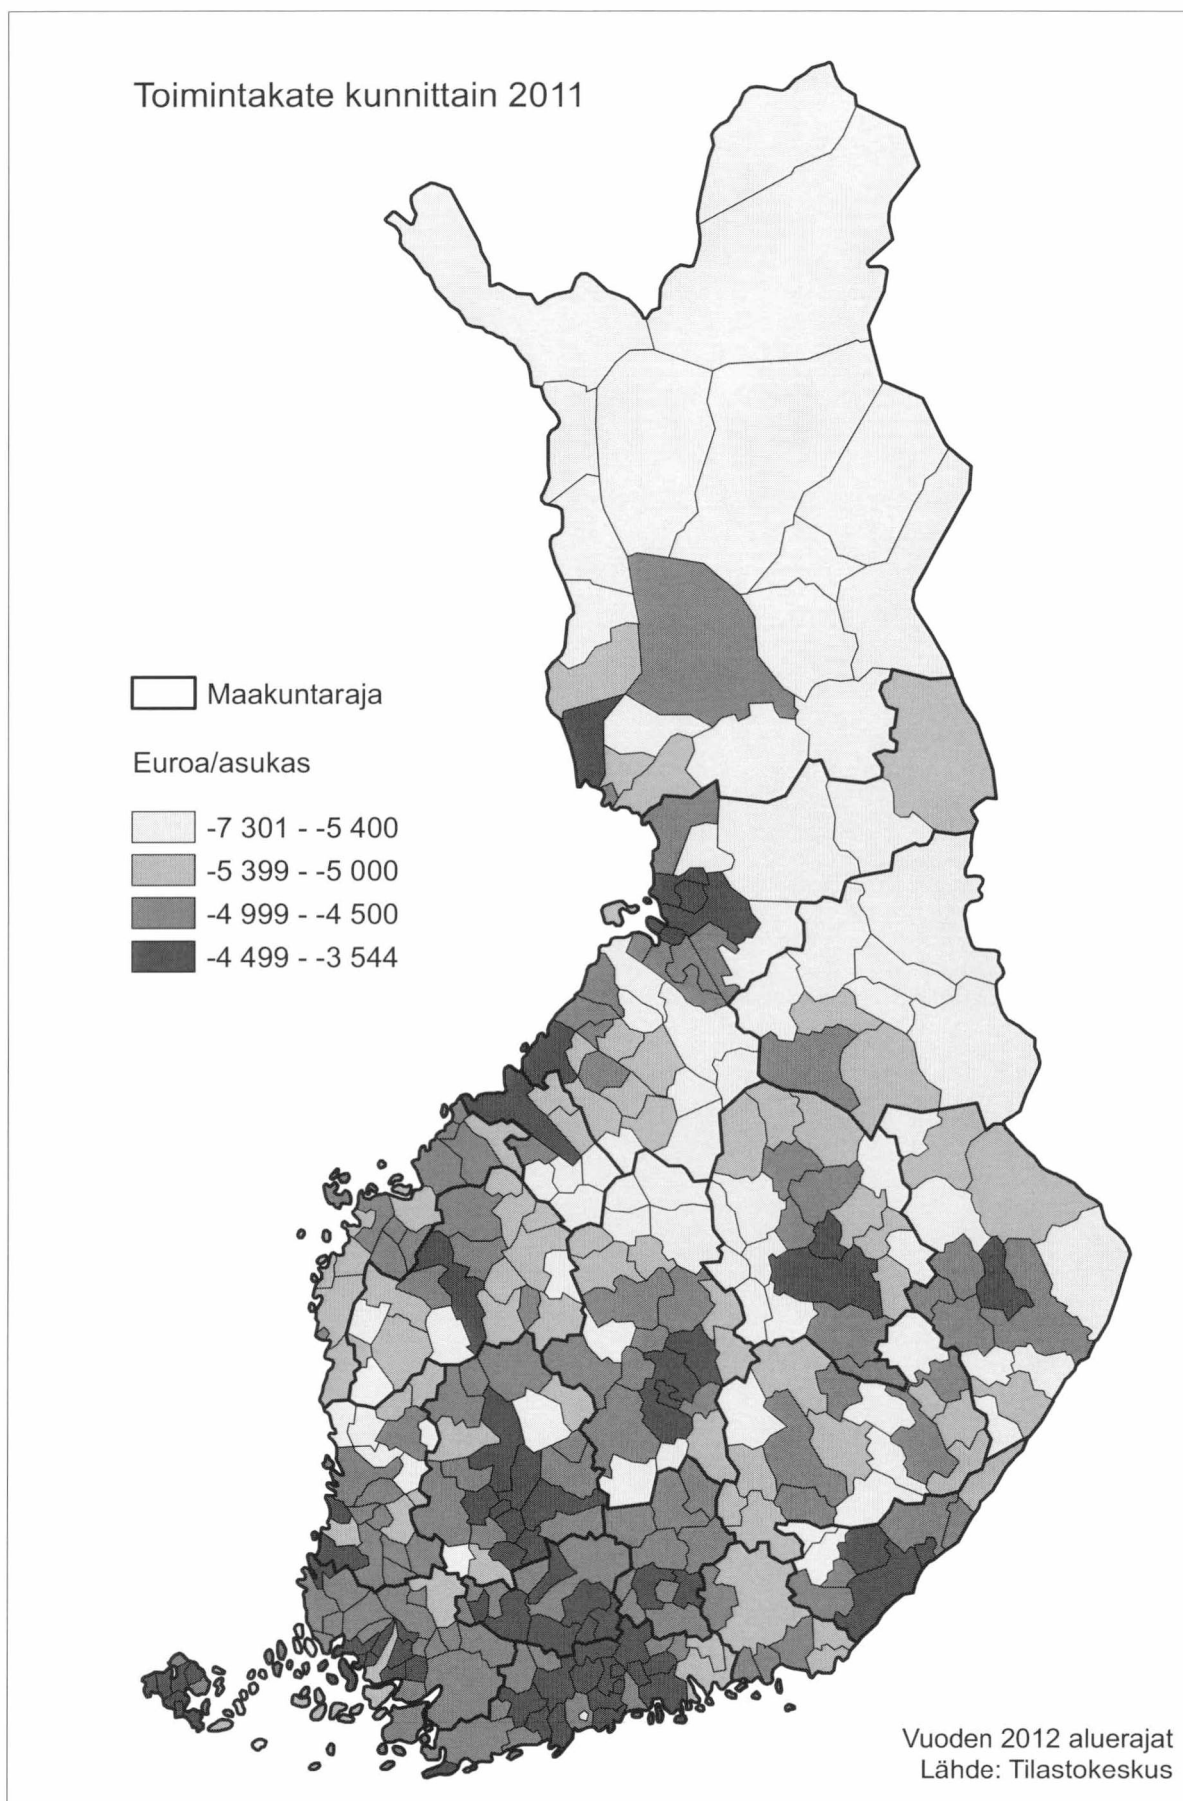 Toimintakate kunnittain 2011
Maakuntaraja
Euroa/asukas
-7 301 - -5 400
-5 399 - -5 000
-4 999 - -4 500
-4 499 - -3 544
Vuoden 2012 aluerajat
Lähde: Tilastokeskus